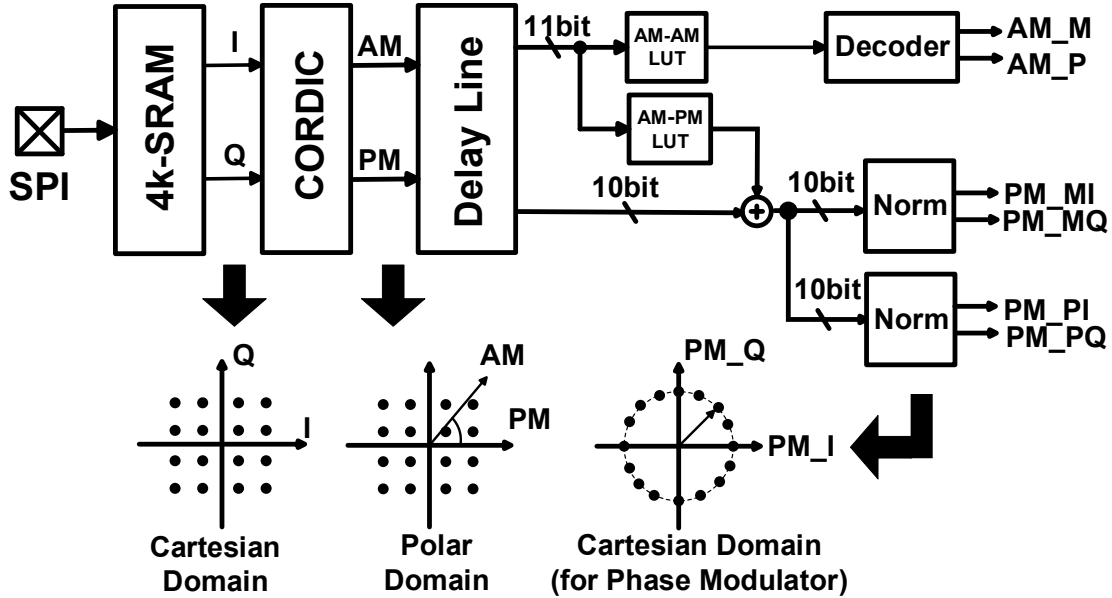 SPI
4k-SRAM
I
Q
CORDIC
AM
PM
Delay Line
11bit
10bit
AM-AM
LUT
AM-PM
LUT
Decoder
AM_M
AM_P
+
10bit
Norm
PM_MI
PM_MQ
10bit
Norm
PM_PI
PM_PQ
Q
I
Cartesian
Domain
AM
PM
Polar
Domain
PM_Q
PM_I
Cartesian Domain
(for Phase Modulator)